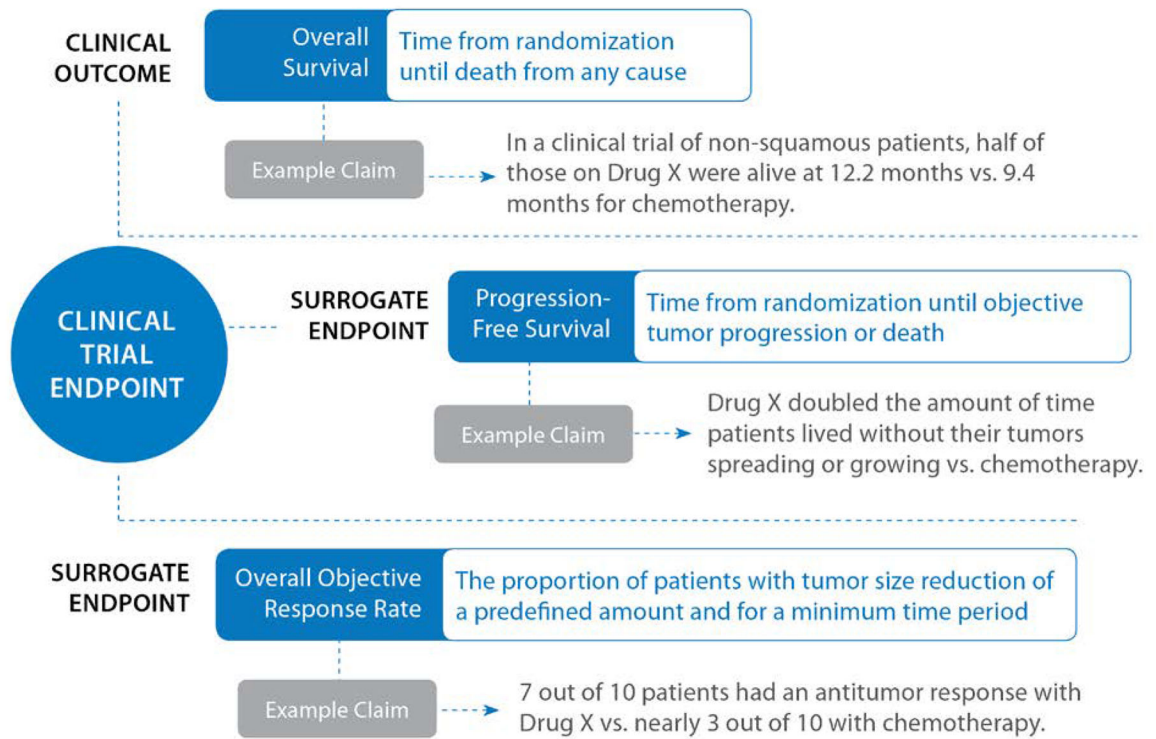 CLINICAL
OUTCOME
Overall
Survival
Time from randomization
until death from any cause
Example Claim
In a clinical trial of non-squamous patients, half of
those on Drug X were alive at 12.2 months vs. 9.4
months for chemotherapy.
CLINICAL
TRIAL
ENDPOINT
SURROGATE
ENDPOINT
Progression-
Free Survival
Time from randomization until objective
tumor progression or death
Example Claim
Drug X doubled the amount of time
patients lived without their tumors
spreading or growing vs. chemotherapy.
SURROGATE
ENDPOINT
Overall Objective
Response Rate
The proportion of patients with tumor size reduction of
a predefined amount and for a minimum time period
Example Claim
7 out of 10 patients had an antitumor response with
Drug X vs. nearly 3 out of 10 with chemotherapy.